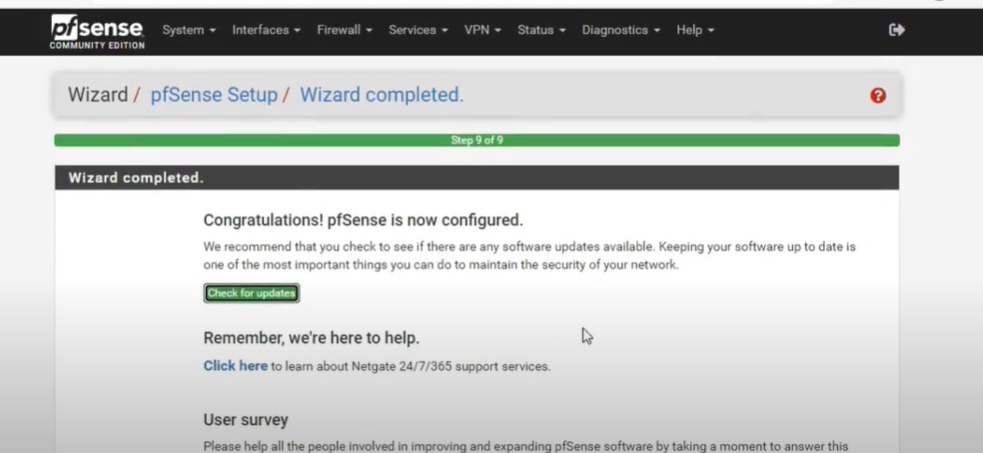 pfsense
COMMUNITY EDITION
System Interfaces Firewall Services VPN Status Diagnostics Help
Wizard / pfSense Setup / Wizard completed.
?
Step 9 of 9
Wizard completed.
Congratulations! pfSense is now configured.
We recommend that you check to see if there are any software updates available. Keeping your software up to date is
one of the most important things you can do to maintain the security of your network.
Check for updates
Remember, we're here to help.
Click here to learn about Netgate 24/7/365 support services.
User survey
Please help all the people involved in improving and expanding pfSense software by taking a moment to answer this